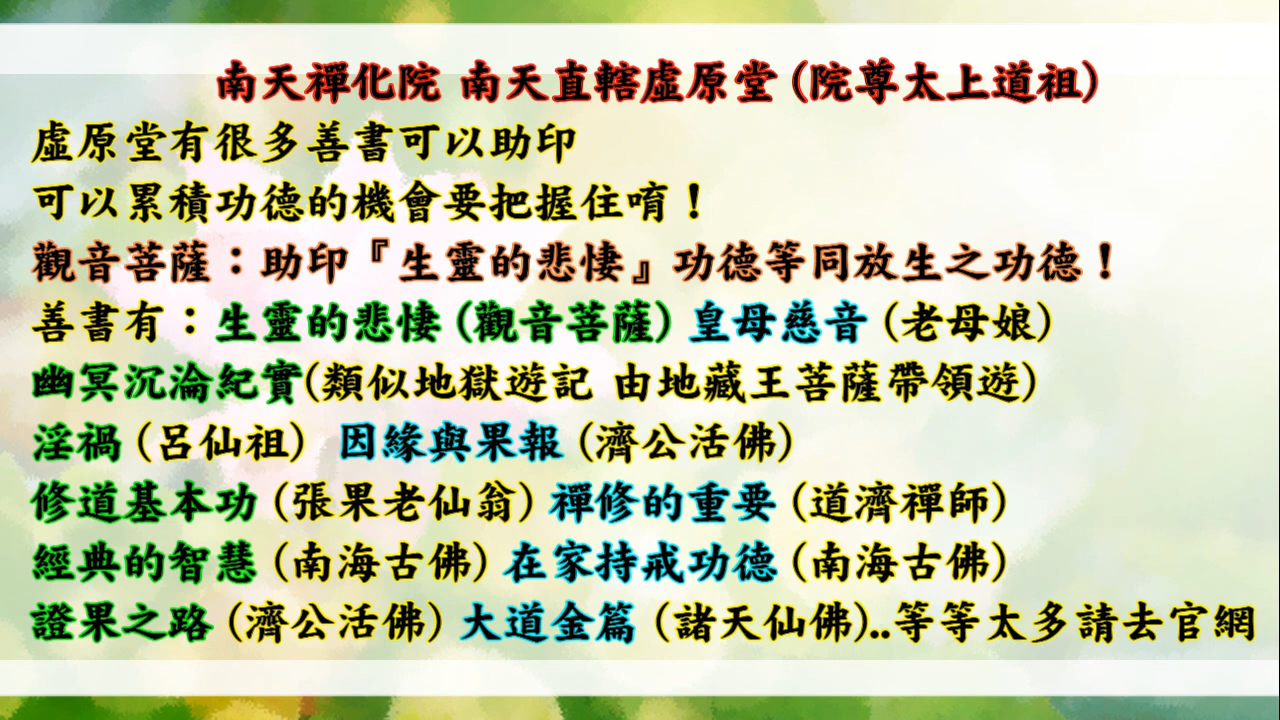 南天禪化院 南天直轄虛原堂 (院尊太上道祖)
虛原堂有很多善書可以助印
可以累積功德的機會要把握住唷！
觀音菩薩：助印『生靈的悲悽』功德等同放生之功德！
善書有：生靈的悲悽 (觀音菩薩) 皇母慈音 (老母娘)
幽冥沉淪紀實(類似地獄遊記 由地藏王菩薩帶領遊)
淫禍 (呂仙祖) 因緣與果報 (濟公活佛)
修道基本功 (張果老仙翁) 禪修的重要 (道濟禪師)
經典的智慧 (南海古佛) 在家持戒功德 (南海古佛)
證果之路 (濟公活佛) 大道金篇 (諸天仙佛)..等等太多請去官網